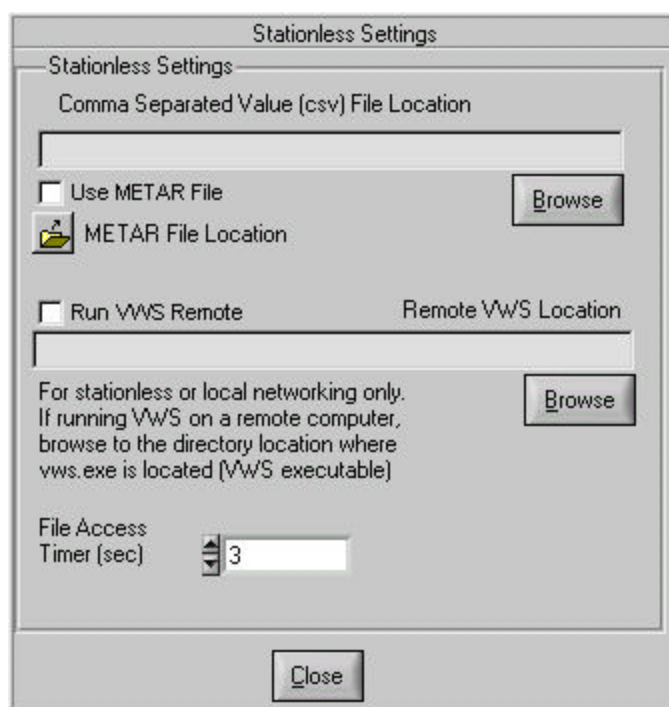 Stationless Settings
Stationless Settings
Comma Separated Value (csv) File Location
Use METAR File
Browse
METAR File Location
Run VWS Remote
Remote VWS Location
For stationless or local networking only.
If running VWS on a remote computer,
browse to the directory location where
vws.exe is located (VWS executable)
Browse
File Access
Timer (sec)
3
Close